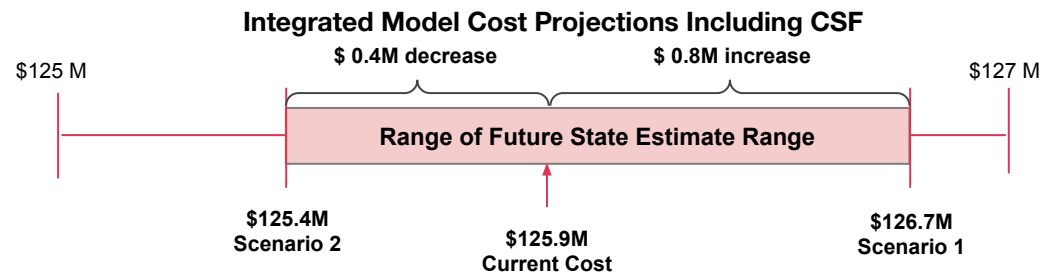 Integrated Model Cost Projections Including CSF
$ 0.4M decrease
$ 0.8M increase
$125 M
$127 M
Range of Future State Estimate Range
$125.4M
Scenario 2
$125.9M
Current Cost
$126.7M
Scenario 1